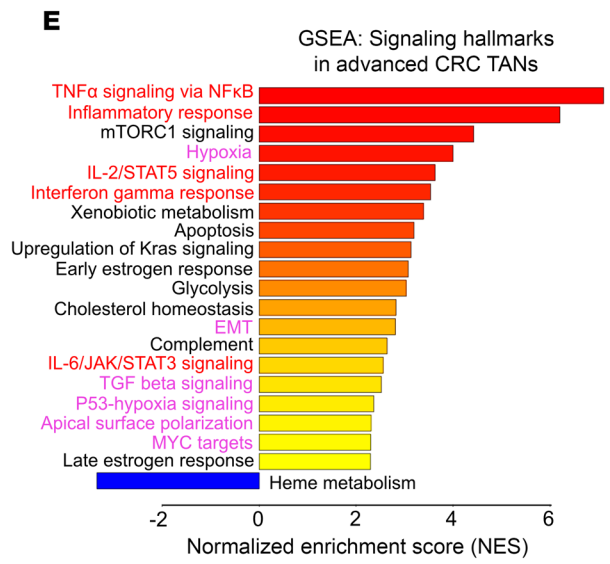 E
GSEA: Signaling hallmarks
in advanced CRC TANs
TNFα signaling via NFκB
Inflammatory response
mTORC1 signaling
Hypoxia
IL-2/STAT5 signaling
Interferon gamma response
Xenobiotic metabolism
Apoptosis
Upregulation of Kras signaling
Early estrogen response
Glycolysis
Cholesterol homeostasis
EMT
Complement
IL-6/JAK/STAT3 signaling
TGF beta signaling
P53-hypoxia signaling
Apical surface polarization
MYC targets
Late estrogen response
Heme metabolism
-2 0 2 4 6
Normalized enrichment score (NES)